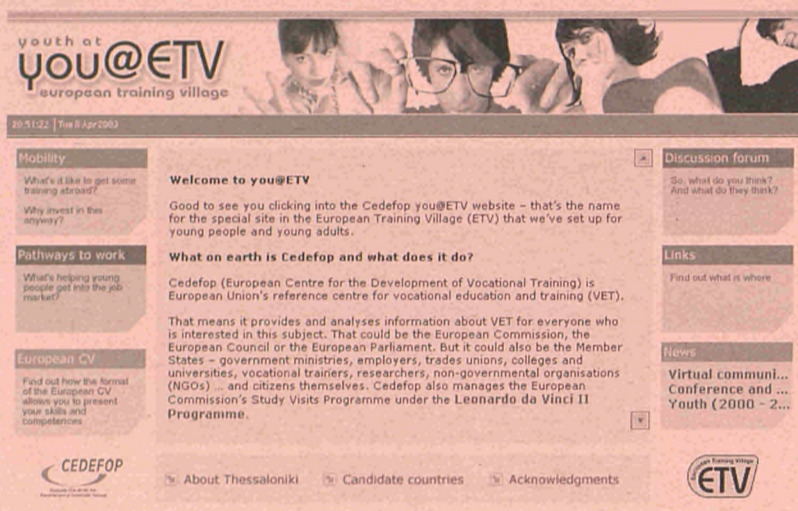 youth at
you@ETV
european training village
20:51:22 | Tue 8 Apr 2003
Mobility
What's it like to get some
training abroad?
Why invest in this
anyway?
Pathways to work
What's helping young
people get into the job
market?
European CV
Find out how the format
of the European CV
allows you to present
your skills and
competences
Welcome to you@ETV
Good to see you clicking into the Cedefop you@ETV website – that's the name
for the special site in the European Training Village (ETV) that we've set up for
young people and young adults.
What on earth is Cedefop and what does it do?
Cedefop (European Centre for the Development of Vocational Training) is
European Union's reference centre for vocational education and training (VET).
That means it provides and analyses information about VET for everyone who
is interested in this subject. That could be the European Commission, the
European Council or the European Parliament. But it could also be the Member
States – government ministries, employers, trades unions, colleges and
universities, vocational trainers, researchers, non-governmental organisations
(NGOs) ... and citizens themselves. Cedefop also manages the European
Commission's Study Visits Programme under the Leonardo da Vinci II
Programme.
Discussion forum
So, what do you think?
And what do they think?
Links
Find out what is where
News
Virtual communi...
Conference and ...
Youth (2000 - 2...
CEDEFOP
About Thessaloniki
Candidate countries
Acknowledgments
European Training Village
ETV